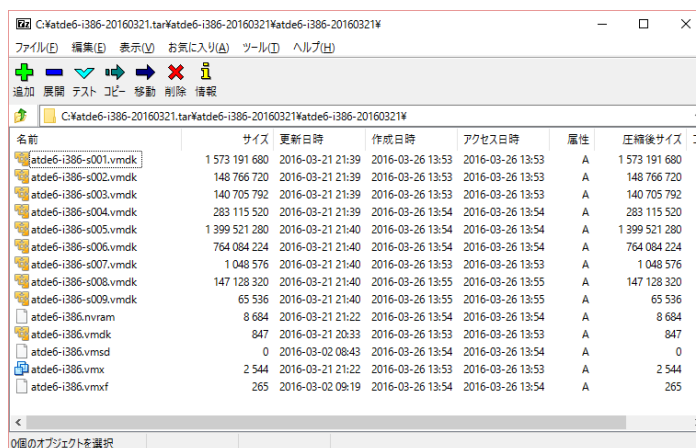 C:¥atde6-i386-20160321.tar¥atde6-i386-20160321¥atde6-i386-20160321¥
ファイル(F) 編集(E) 表示(V) お気に入り(A) ツール(T) ヘルプ(H)
追加 展開 テスト コピー 移動 削除 情報
C:¥atde6-i386-20160321.tar¥atde6-i386-20160321¥atde6-i386-20160321¥
名前 サイズ 更新日時 作成日時 アクセス日時 属性 圧縮後サイズ
atde6-i386-s001.vmdk 1 573 191 680 2016-03-21 21:39 2016-03-26 13:53 2016-03-26 13:53 A 1 573 191 680
atde6-i386-s002.vmdk 148 766 720 2016-03-21 21:39 2016-03-26 13:53 2016-03-26 13:53 A 148 766 720
atde6-i386-s003.vmdk 140 705 792 2016-03-21 21:39 2016-03-26 13:53 2016-03-26 13:53 A 140 705 792
atde6-i386-s004.vmdk 283 115 520 2016-03-21 21:39 2016-03-26 13:54 2016-03-26 13:54 A 283 115 520
atde6-i386-s005.vmdk 1 399 521 280 2016-03-21 21:40 2016-03-26 13:54 2016-03-26 13:54 A 1 399 521 280
atde6-i386-s006.vmdk 764 084 224 2016-03-21 21:40 2016-03-26 13:54 2016-03-26 13:54 A 764 084 224
atde6-i386-s007.vmdk 1 048 576 2016-03-21 21:40 2016-03-26 13:53 2016-03-26 13:53 A 1 048 576
atde6-i386-s008.vmdk 147 128 320 2016-03-21 21:40 2016-03-26 13:55 2016-03-26 13:55 A 147 128 320
atde6-i386-s009.vmdk 65 536 2016-03-21 21:40 2016-03-26 13:55 2016-03-26 13:55 A 65 536
atde6-i386.nvram 8 684 2016-03-21 21:22 2016-03-26 13:54 2016-03-26 13:54 A 8 684
atde6-i386.vmdk 847 2016-03-21 20:33 2016-03-26 13:53 2016-03-26 13:53 A 847
atde6-i386.vmsd 0 2016-03-02 08:43 2016-03-26 13:54 2016-03-26 13:54 A 0
atde6-i386.vmx 2 544 2016-03-21 21:22 2016-03-26 13:53 2016-03-26 13:53 A 2 544
atde6-i386.vmxf 265 2016-03-02 09:19 2016-03-26 13:54 2016-03-26 13:54 A 265
0個のオブジェクトを選択